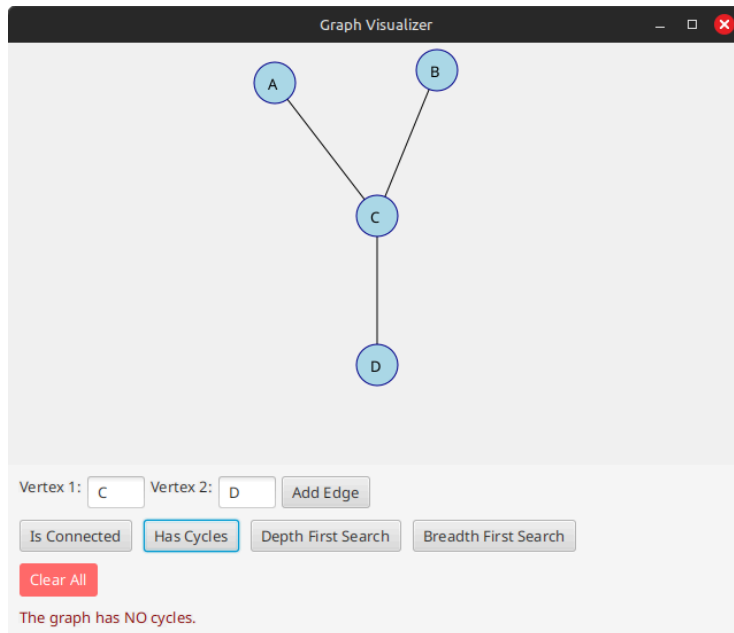 Graph Visualizer
A
B
C
D
Vertex 1: C Vertex 2: D Add Edge
Is Connected Has Cycles Depth First Search Breadth First Search
Clear All
The graph has NO cycles.